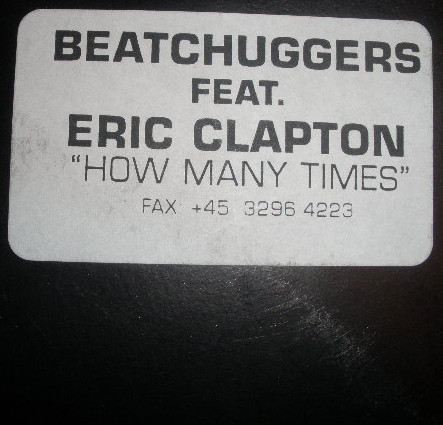 BEATCHUGGERS
FEAT.
ERIC CLAPTON
"HOW MANY TIMES"
FAX +45 3296 4223